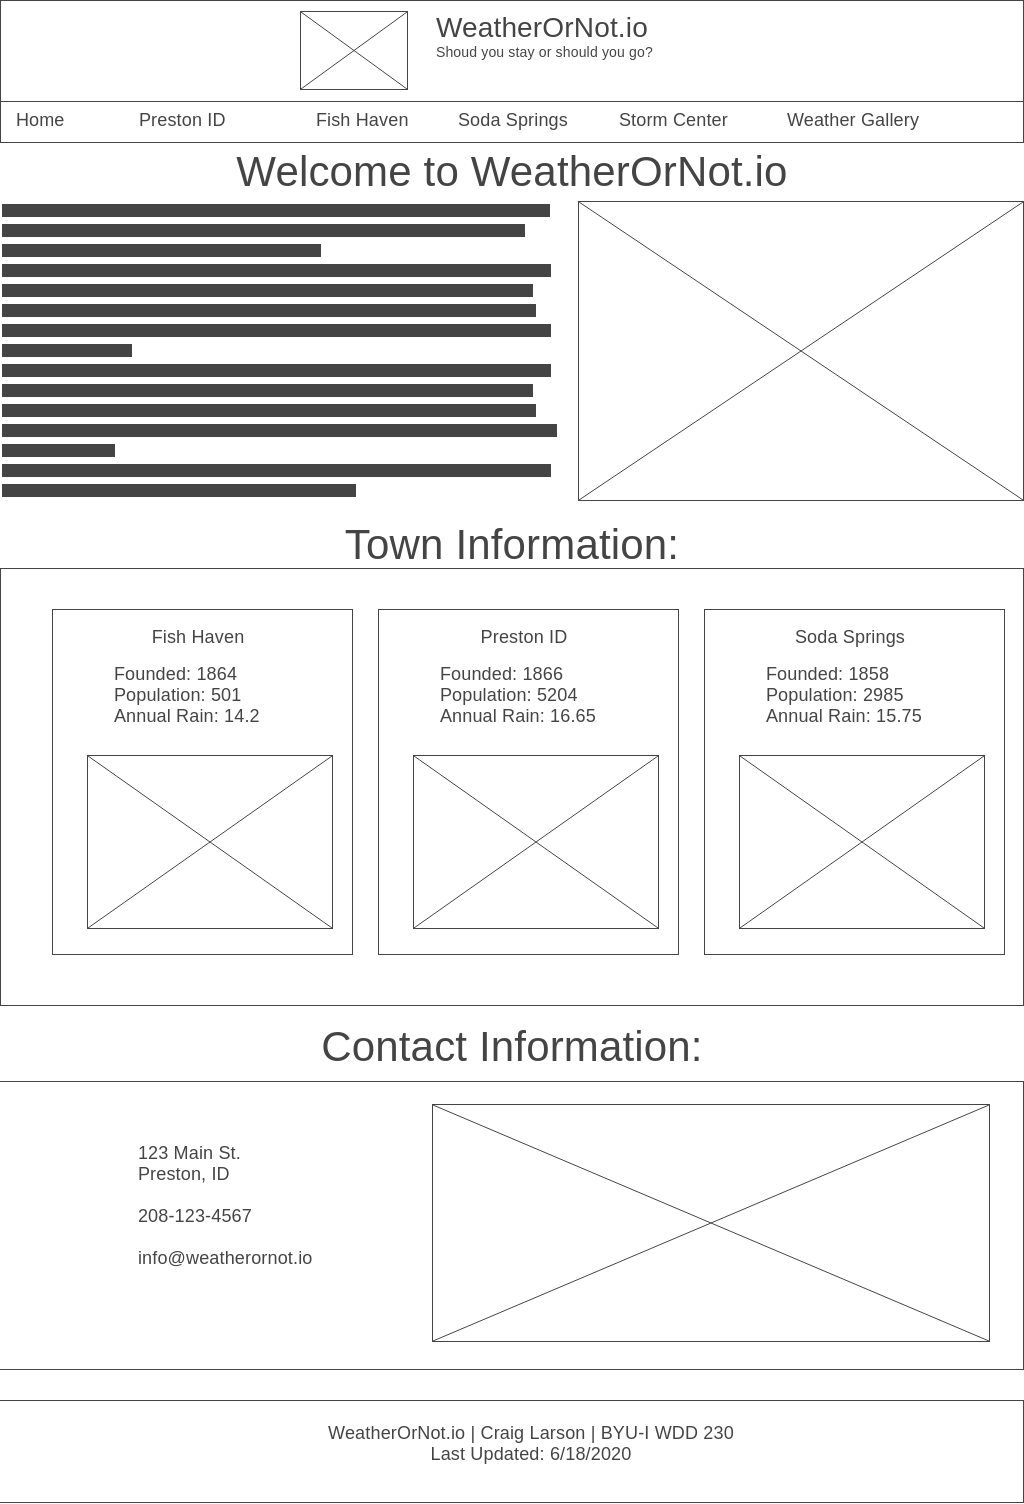 WeatherOrNot.io
Shoud you stay or should you go?
Home Preston ID Fish Haven Soda Springs Storm Center Weather Gallery
Welcome to WeatherOrNot.io
Town Information:
Fish Haven
Founded: 1864
Population: 501
Annual Rain: 14.2
Preston ID
Founded: 1866
Population: 5204
Annual Rain: 16.65
Soda Springs
Founded: 1858
Population: 2985
Annual Rain: 15.75
Contact Information:
123 Main St.
Preston, ID
208-123-4567
info@weatherornot.io
WeatherOrNot.io | Craig Larson | BYU-I WDD 230
Last Updated: 6/18/2020